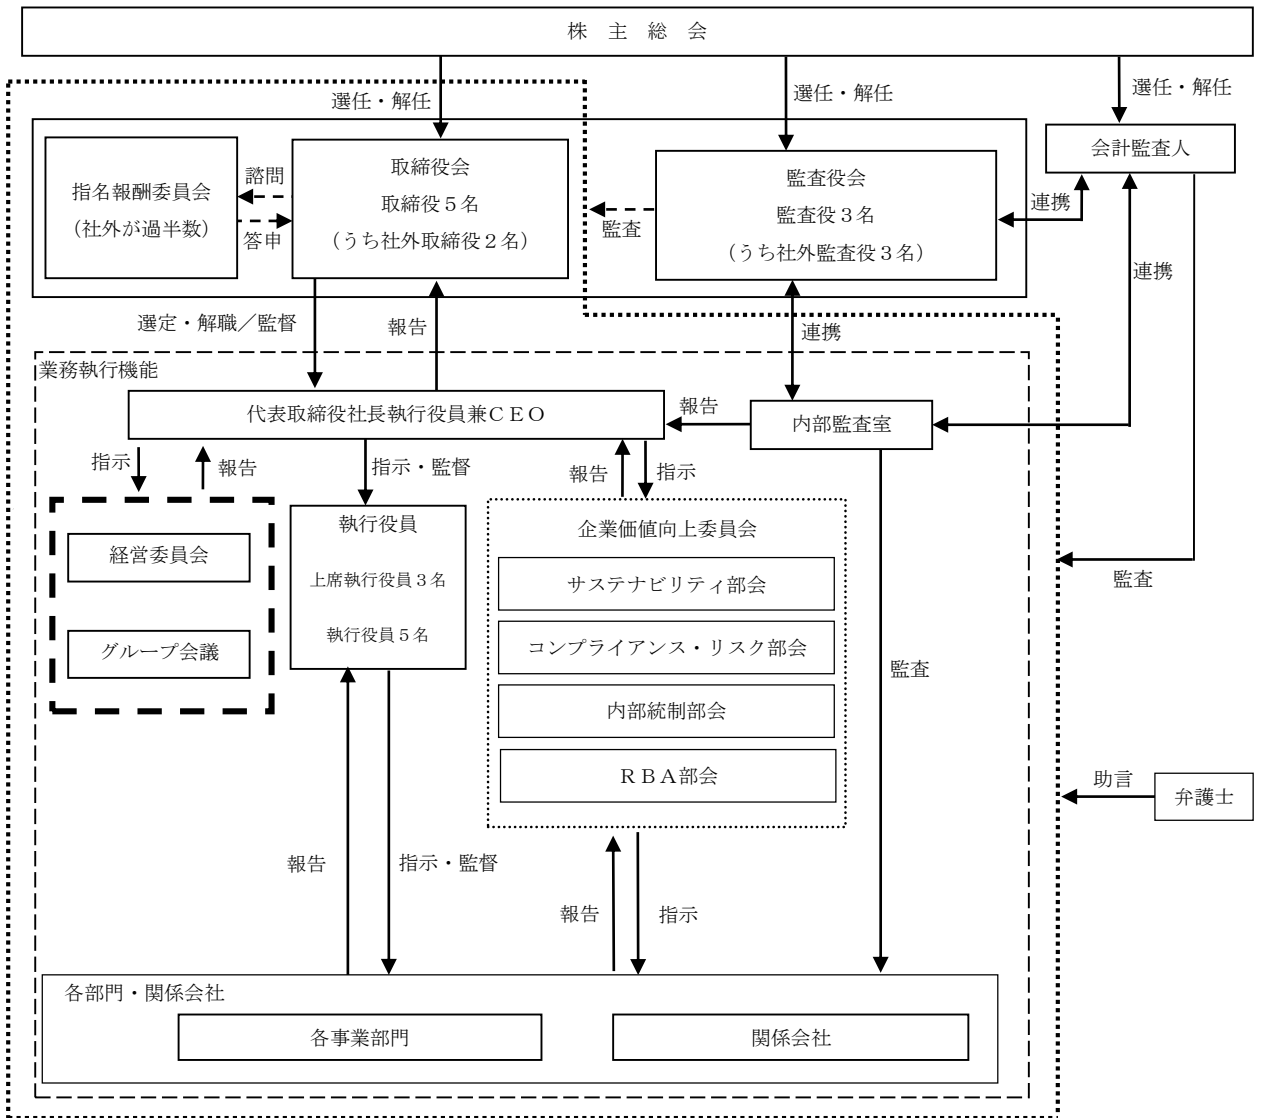 株 主 総 会
選任・解任
選任・解任
選任・解任
会計監査人
指名報酬委員会
(社外が過半数)
諮問
答申
取締役会
取締役５名
(うち社外取締役２名)
監査
監査役会
監査役３名
(うち社外監査役３名)
連携
連携
選定・解職／監督
報告
連携
業務執行機能
代表取締役社長執行役員兼ＣＥＯ
報告
内部監査室
指示
報告
指示・監督
報告
指示
経営委員会
グループ会議
執行役員
上席執行役員３名
執行役員５名
企業価値向上委員会
サステナビリティ部会
コンプライアンス・リスク部会
内部統制部会
ＲＢＡ部会
監査
監査
助言
弁護士
報告
指示・監督
報告
指示
各部門・関係会社
各事業部門
関係会社